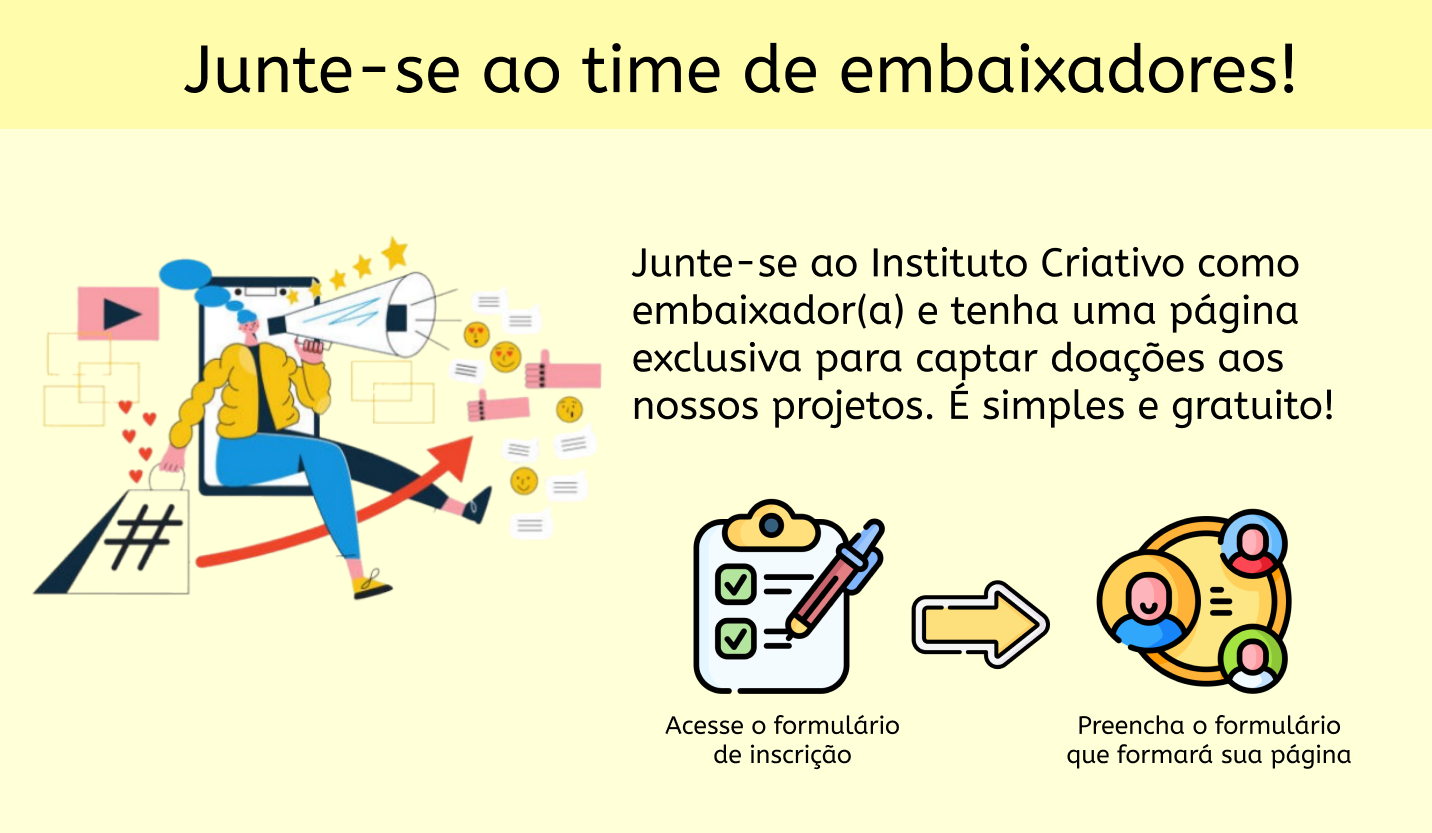 Junte-se ao time de embaixadores!
Junte-se ao Instituto Criativo como
embaixador(a) e tenha uma página
exclusiva para captar doações aos
nossos projetos. É simples e gratuito!
#
Acesse o formulário
de inscrição
Preencha o formulário
que formará sua página